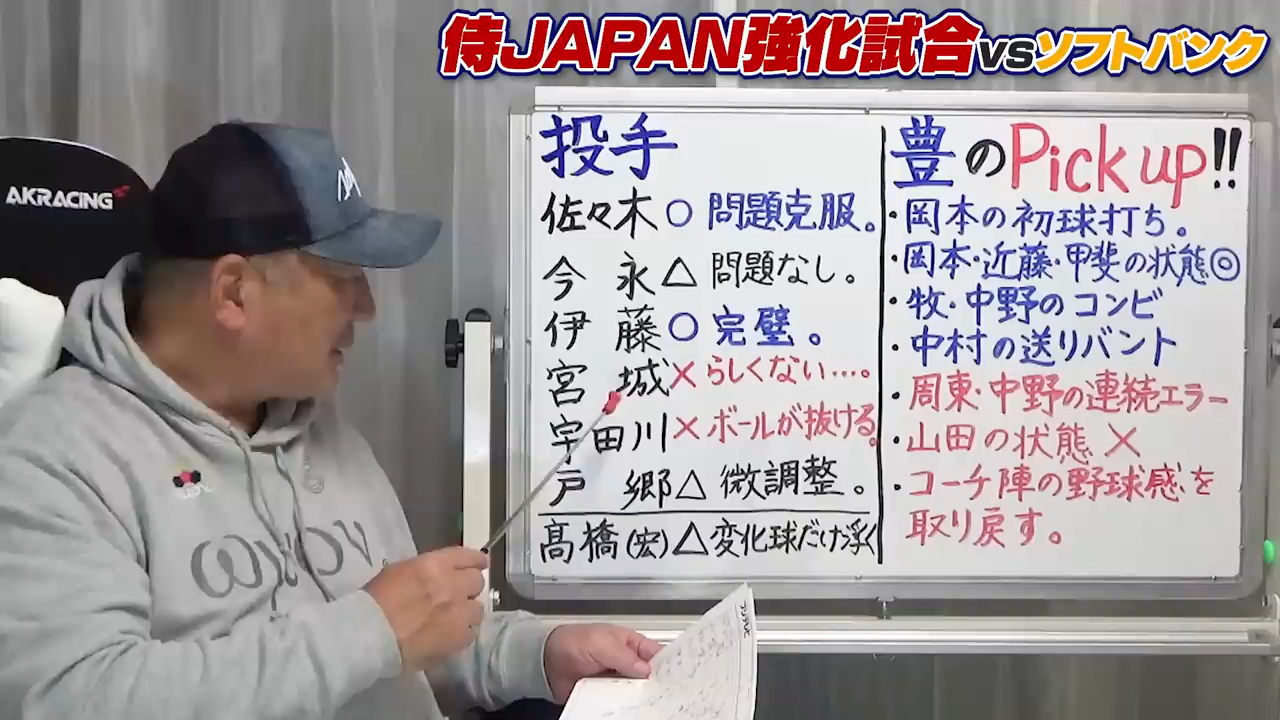 侍JAPAN強化試合vsソフトバンク
AKRACING
投手
佐々木 ○ 問題克服。
今永 △ 問題なし。
伊藤 ○ 完璧。
宮城 × らしくない…。
宇田川 × ボールが抜ける。
戸郷 △ 微調整。
高橋(宏) △ 変化球だけ浮く
豊のPick up!!
・岡本の初球打ち。
・岡本・近藤・甲斐の状態◎
・牧・中野のコンビ
・中村の送りバント
・周東・中野の連続エラー
・山田の状態 ×
・コーチ陣の野球感を
取り戻す。